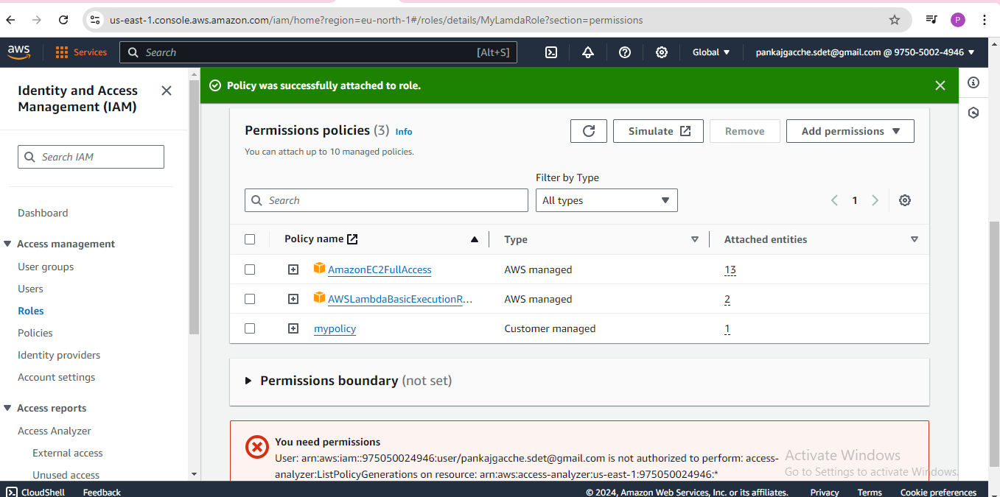 us-east-1.console.aws.amazon.com/iam/home?region=eu-north-1#/roles/details/MyLamdaRole?section=permissions
P
aws
Services
Search
[Alt+S]
Global
pankajgacche.sdet@gmail.com @ 9750-5002-4946
Identity and Access
Management (IAM)
Search IAM
Dashboard
Access management
User groups
Users
Roles
Policies
Identity providers
Account settings
Access reports
Access Analyzer
External access
Unused access
Policy was successfully attached to role.
Permissions policies (3) Info
You can attach up to 10 managed policies.
Simulate
Remove
Add permissions
Filter by Type
Search
All types
1
Policy name
Type
Attached entities
AmazonEC2FullAccess
AWS managed
13
AWSLambdaBasicExecutionR...
AWS managed
2
mypolicy
Customer managed
1
Permissions boundary (not set)
You need permissions
User: arn:aws:iam::975050024946:user/pankajgacche.sdet@gmail.com is not authorized to perform: access-
analyzer:ListPolicyGenerations on resource: arn:aws:access-analyzer:us-east-1:975050024946:*
Activate Windows
Go to Settings to activate Windows.
CloudShell
Feedback
© 2024, Amazon Web Services, Inc. or its affiliates.
Privacy
Terms
Cookie preferences